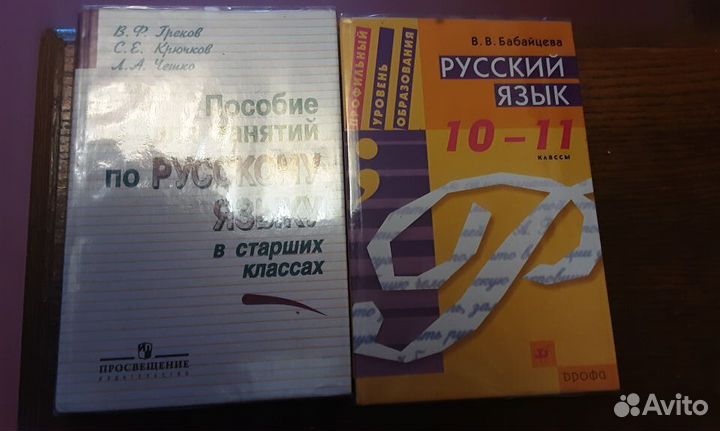 В. Ф. Греков
С. Е. Крючков
Л. А. Чешко
Пособие
занятий
по РУССКОМУ
ЯЗЫКУ
в старших
классах
ПРОСВЕЩЕНИЕ
ИЗДАТЕЛЬСТВО
ПРОФИЛЬНЫЙ
УРОВЕНЬ
ОБРАЗОВАНИЯ
В. В. Бабайцева
РУССКИЙ
ЯЗЫК
10-11
КЛАССЫ
дрофа
Avito